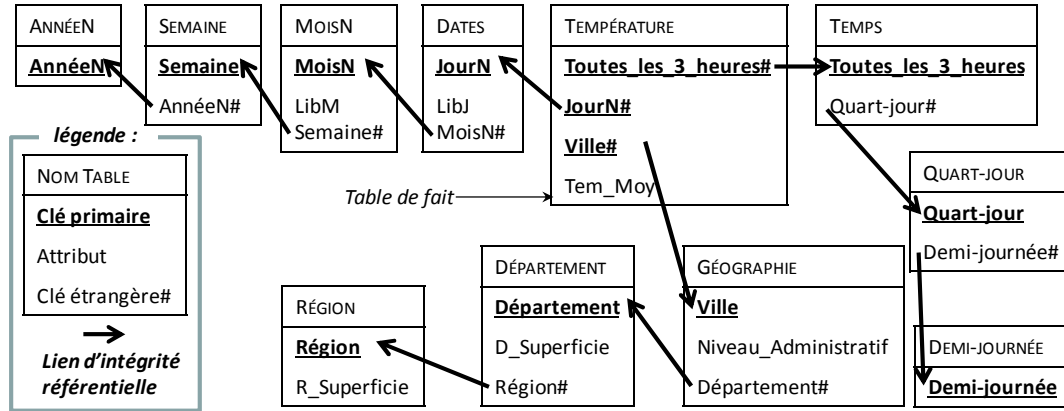 ANNÉEN
AnnéeN
SEMAINE
Semaine
AnnéeN#
MOISN
MoisN
LibM
Semaine#
DATES
JourN
LibJ
MoisN#
TEMPÉRATURE
Toutes_les_3_heures#
JourN#
Ville#
Tem_Moy
TEMPS
Toutes_les_3_heures
Quart-jour#
Table de fait
QUART-JOUR
Quart-jour
Demi-journée#
DEMI-JOURNÉE
Demi-journée
légende :
NOM TABLE
Clé primaire
Attribut
Clé étrangère#
Lien d'intégrité
référentielle
RÉGION
Région
R_Superficie
DÉPARTEMENT
Département
D_Superficie
Région#
GÉOGRAPHIE
Ville
Niveau_Administratif
Département#